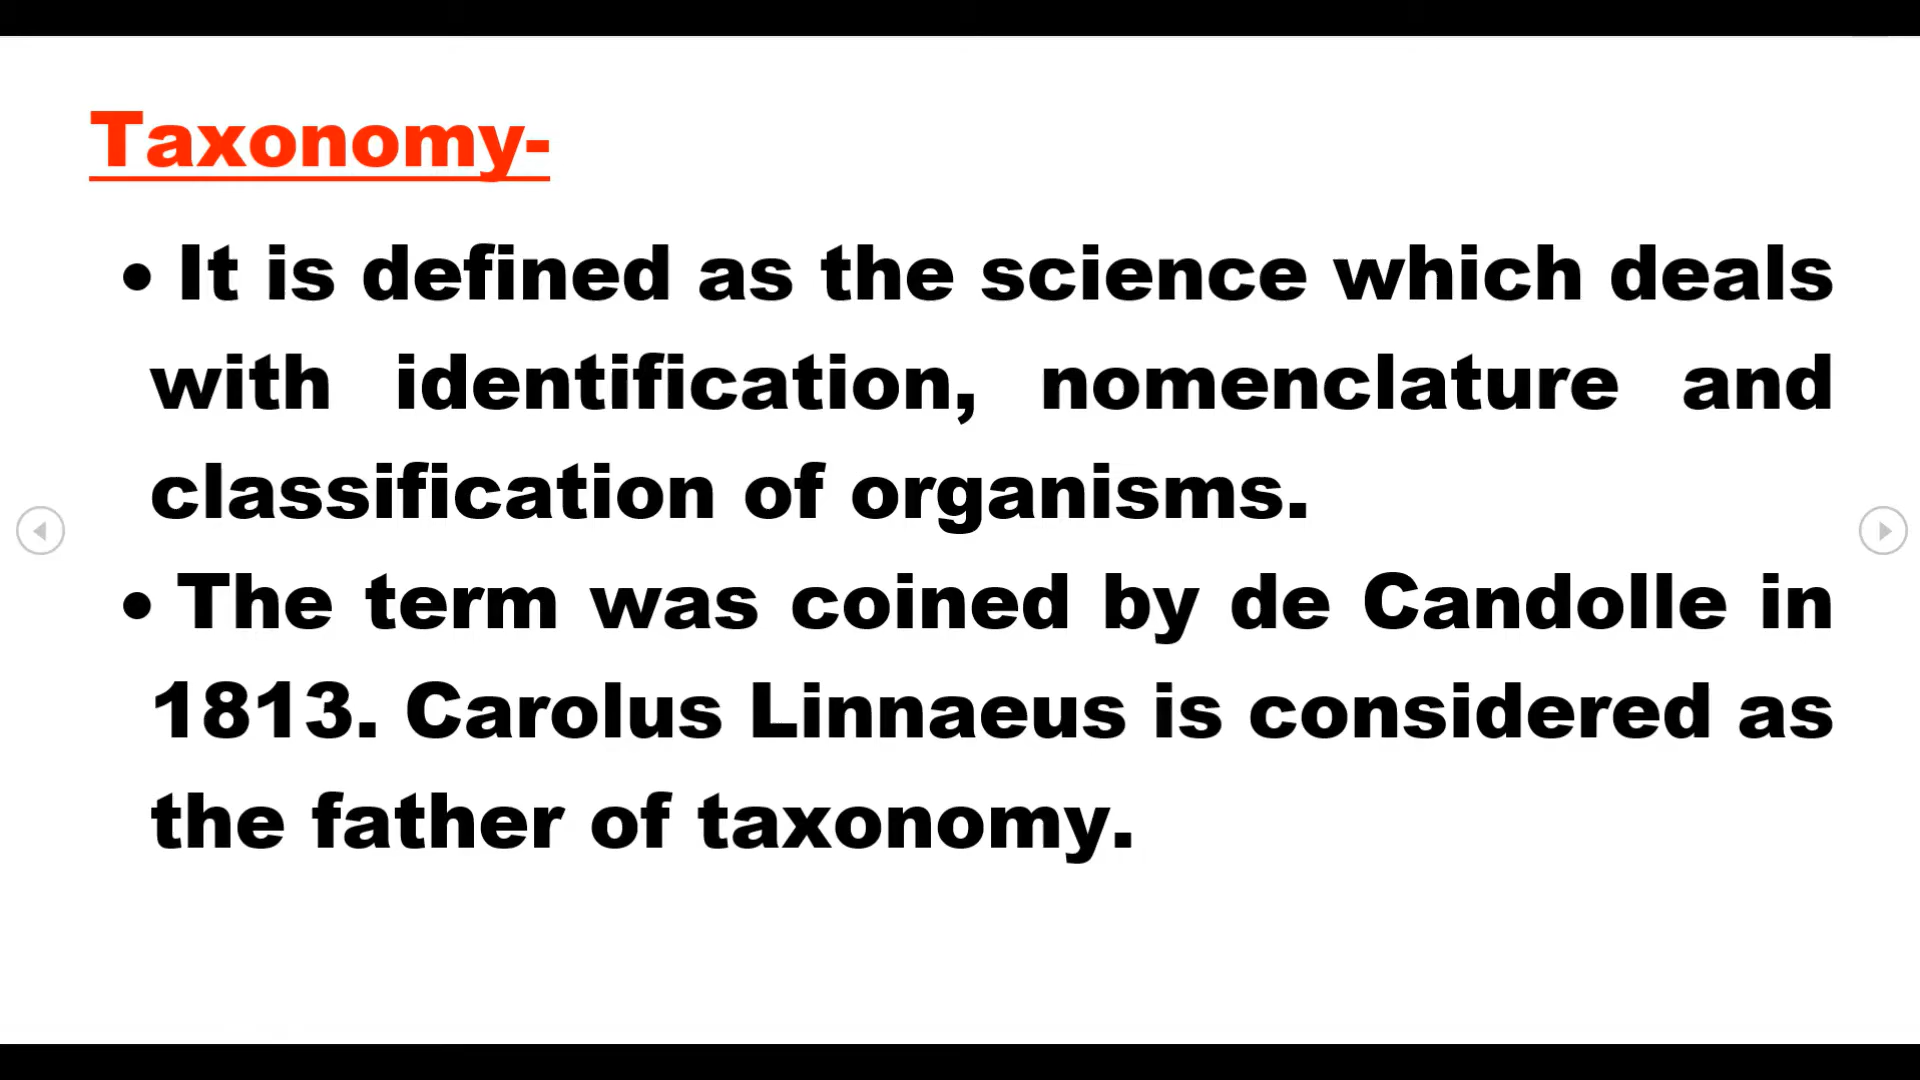 Taxonomy-
• It is defined as the science which deals
with identification, nomenclature and
classification of organisms.
• The term was coined by de Candolle in
1813. Carolus Linnaeus is considered as
the father of taxonomy.